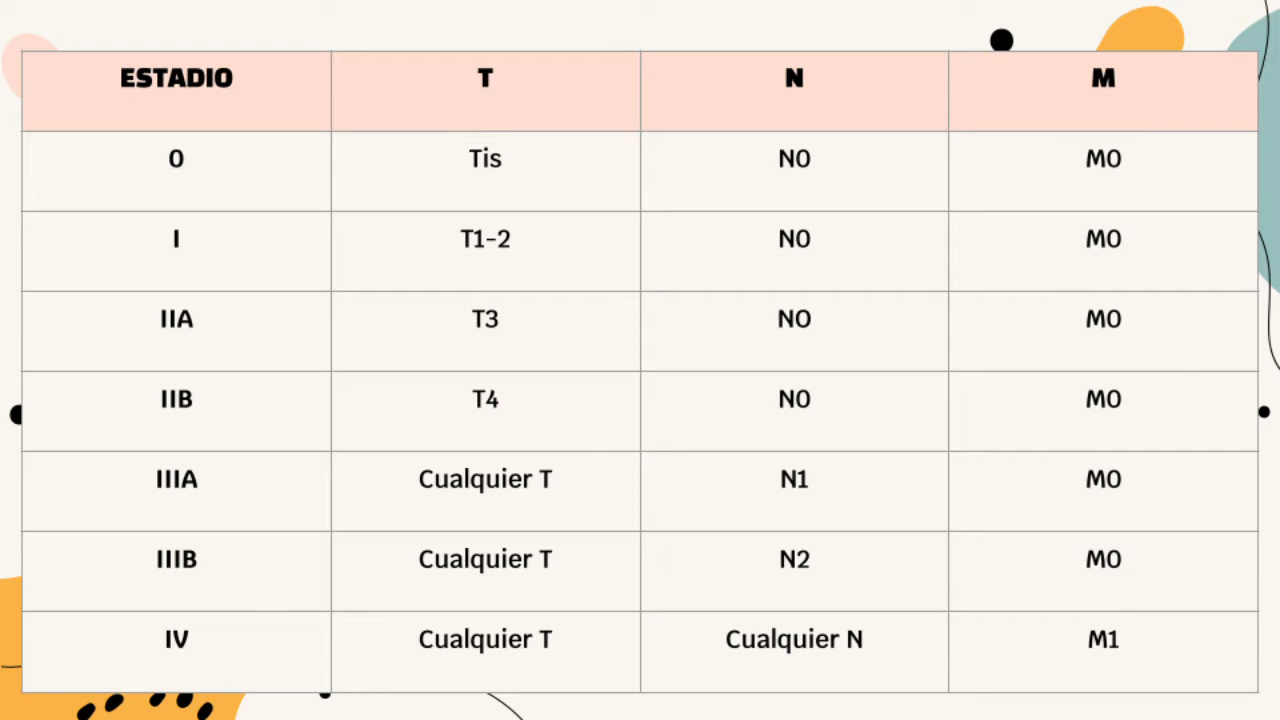 ESTADIO T N M
0 Tis N0 M0
I T1-2 N0 M0
IIA T3 N0 M0
IIB T4 N0 M0
IIIA Cualquier T N1 M0
IIIB Cualquier T N2 M0
IV Cualquier T Cualquier N M1